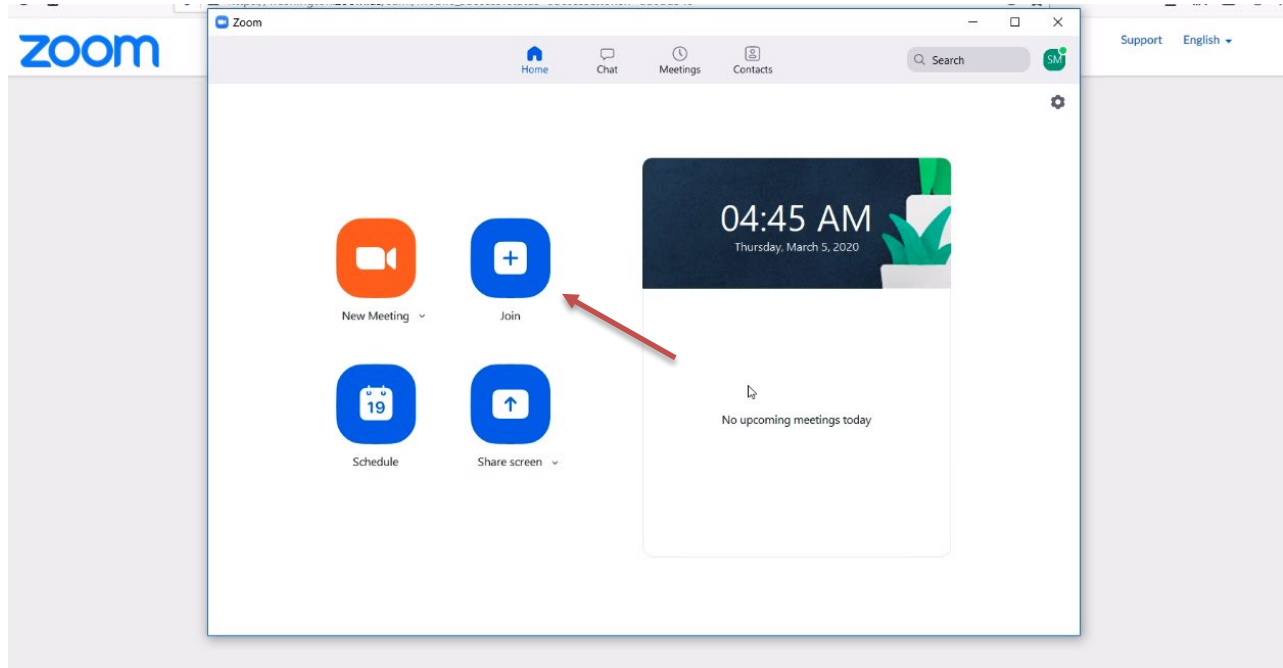 Zoom
zoom
Support English
Home Chat Meetings Contacts
Search
SM
04:45 AM
Thursday, March 5, 2020
New Meeting Join
19
No upcoming meetings today
Schedule Share screen